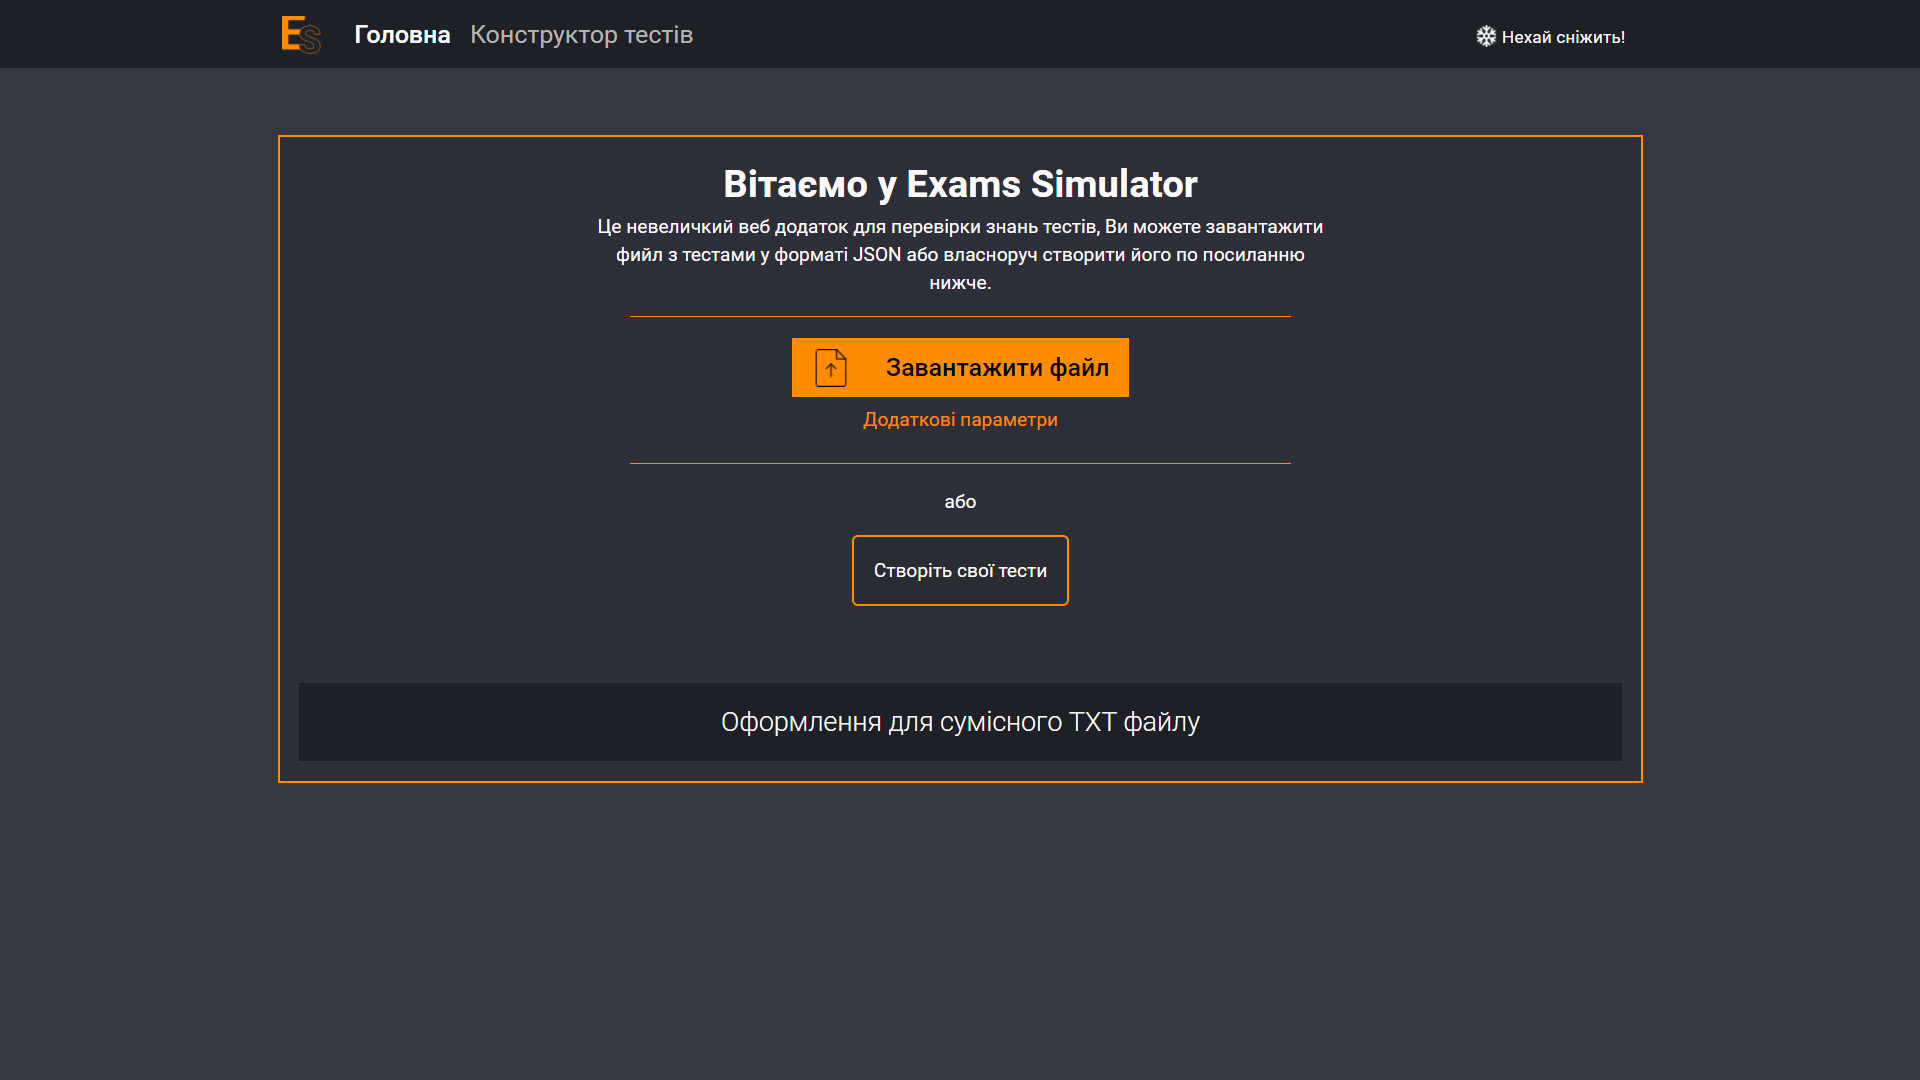 ES
Головна Конструктор тестів
Нехай сніжить!
Вітаємо у Exams Simulator
Це невеличкий веб додаток для перевірки знань тестів, Ви можете завантажити
фийл з тестами у форматі JSON або власноруч створити його по посиланню
нижче.
Завантажити файл
Додаткові параметри
або
Створіть свої тести
Оформлення для сумісного TXT файлу